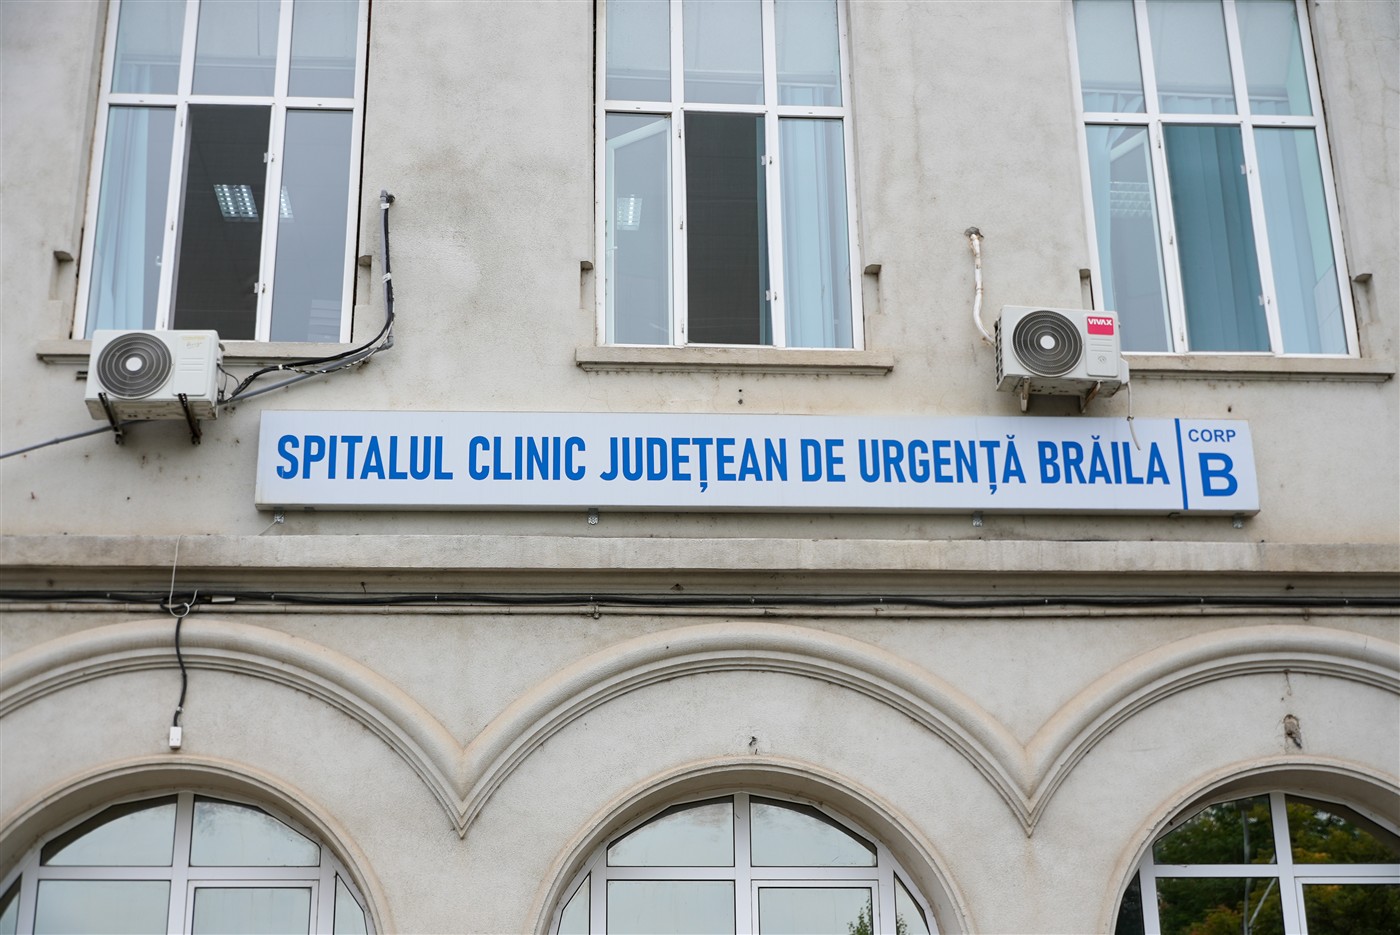 VIVAX
SPITALUL CLINIC JUDEȚEAN DE URGENȚĂ BRĂILA
CORP
B